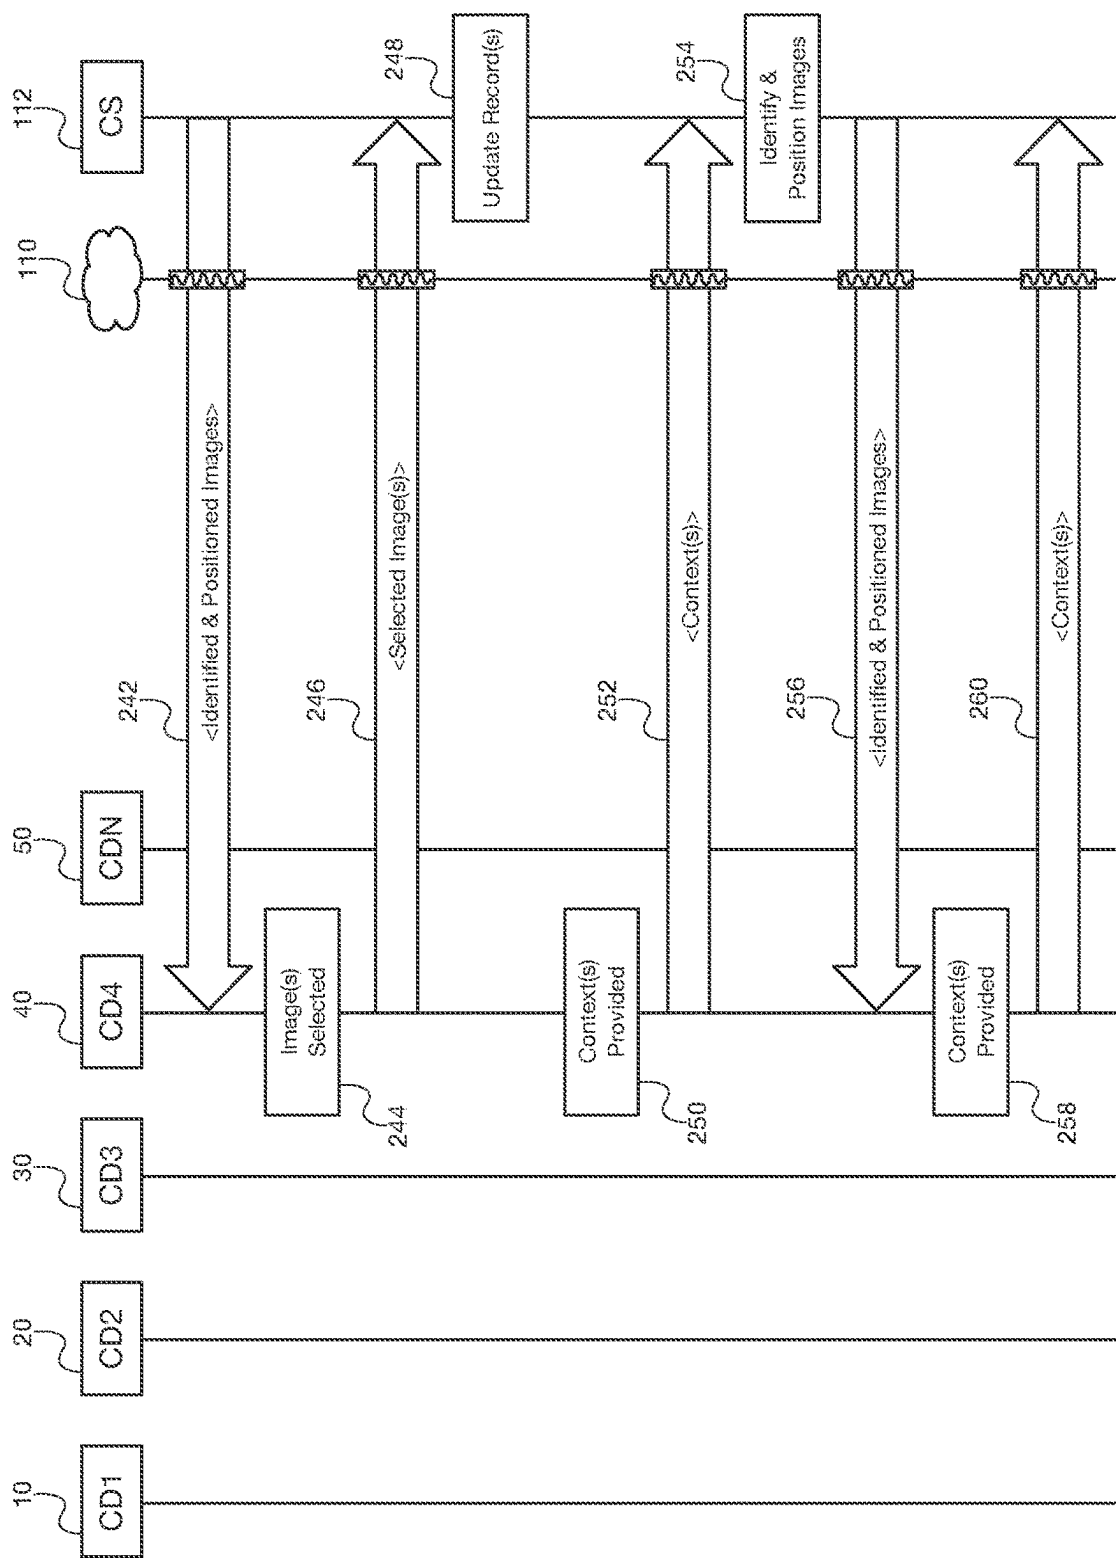 10
CD1
20
CD2
30
CD3
40
CD4
50
CDN
110
112
CS
242
<Identified & Positioned Images>
Image(s)
Selected
244
246
<Selected Image(s)>
248
Update Record(s)
Context(s)
Provided
250
252
<Context(s)>
254
Identify &
Position Images
256
<Identified & Positioned Images>
Context(s)
Provided
258
260
<Context(s)>